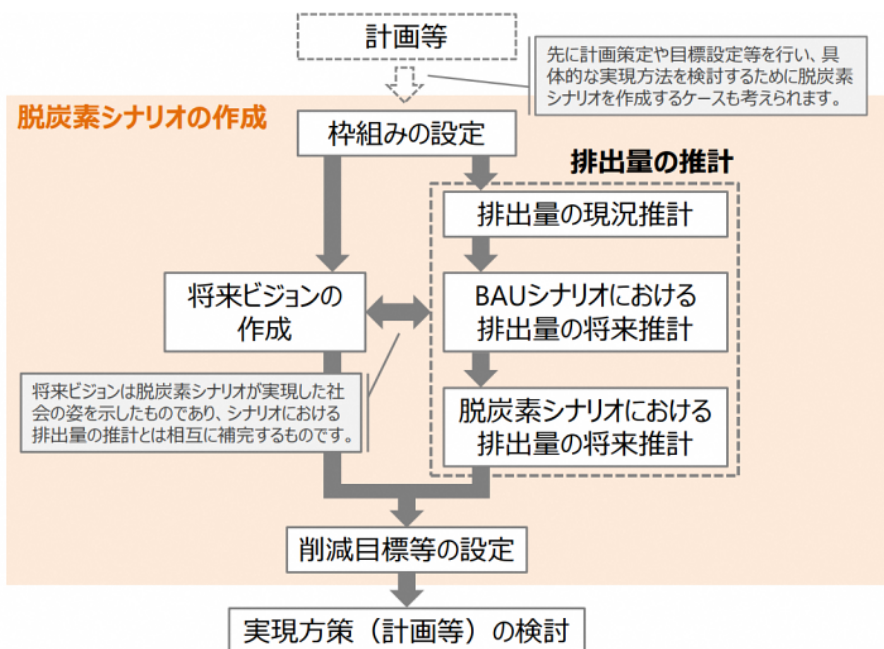 計画等
先に計画策定や目標設定等を行い、具
体的な実現方法を検討するために脱炭素
シナリオを作成するケースも考えられます。
脱炭素シナリオの作成
枠組みの設定
排出量の推計
排出量の現況推計
将来ビジョンの
作成
BAUシナリオにおける
排出量の将来推計
将来ビジョンは脱炭素シナリオが実現した社
会の姿を示したものであり、シナリオにおける
排出量の推計とは相互に補完するものです。
脱炭素シナリオにおける
排出量の将来推計
削減目標等の設定
実現方策（計画等）の検討